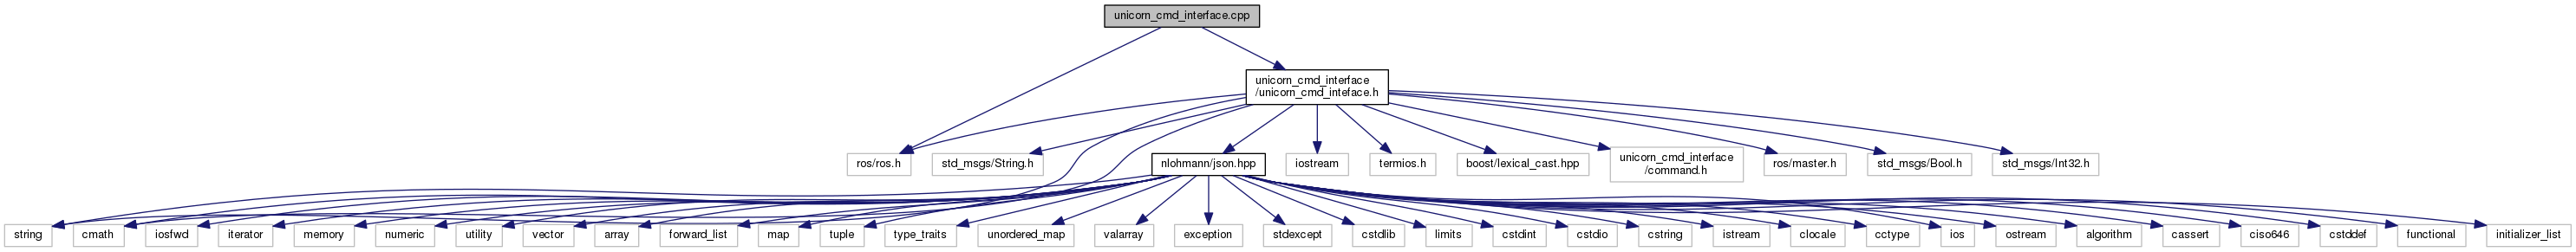 unicorn_cmd_interface.cpp
unicorn_cmd_interface
/unicorn_cmd_inteface.h
ros/ros.h
std_msgs/String.h
nlohmann/json.hpp
iostream
termios.h
boost/lexical_cast.hpp
unicorn_cmd_interface
/command.h
ros/master.h
std_msgs/Bool.h
std_msgs/Int32.h
string
cmath
iosfwd
iterator
memory
numeric
utility
vector
array
forward_list
map
tuple
type_traits
unordered_map
valarray
exception
stdexcept
cstdlib
limits
cstdint
cstdio
cstring
istream
clocale
cctype
ios
ostream
algorithm
cassert
ciso646
cstddef
functional
initializer_list